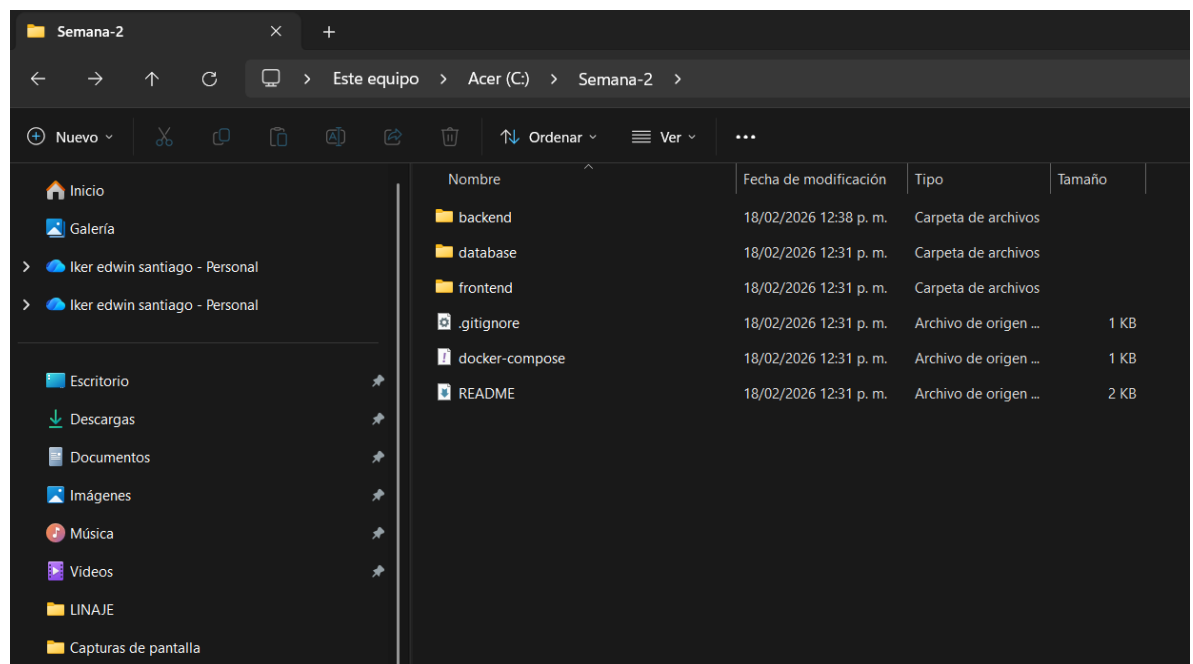 Semana-2
Este equipo > Acer (C:) > Semana-2 >
Nuevo Ordenar Ver
Inicio
Galería
Iker edwin santiago - Personal
Iker edwin santiago - Personal
Escritorio
Descargas
Documentos
Imágenes
Música
Videos
LINAJE
Capturas de pantalla
Nombre Fecha de modificación Tipo Tamaño
backend 18/02/2026 12:38 p. m. Carpeta de archivos
database 18/02/2026 12:31 p. m. Carpeta de archivos
frontend 18/02/2026 12:31 p. m. Carpeta de archivos
.gitignore 18/02/2026 12:31 p. m. Archivo de origen ... 1 KB
docker-compose 18/02/2026 12:31 p. m. Archivo de origen ... 1 KB
README 18/02/2026 12:31 p. m. Archivo de origen ... 2 KB